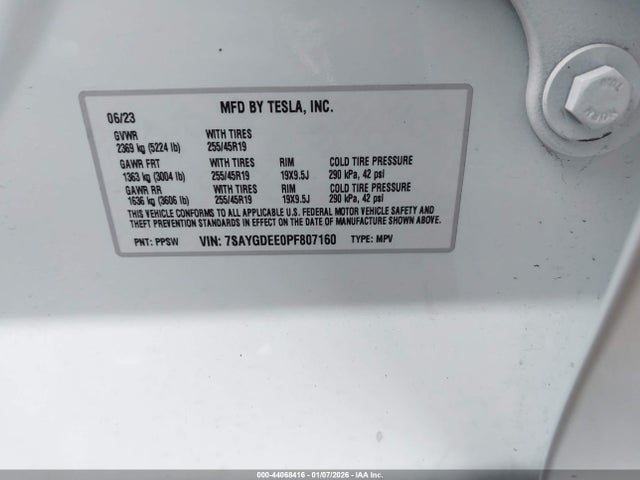 MFD BY TESLA, INC.
06/23
GVWR WITH TIRES
2369 kg (5224 lb) 255/45R19
GAWR FRT WITH TIRES RIM COLD TIRE PRESSURE
1363 kg (3004 lb) 255/45R19 19X9.5J 290 kPa, 42 psi
GAWR RR WITH TIRES RIM COLD TIRE PRESSURE
1636 kg (3606 lb) 255/45R19 19X9.5J 290 kPa, 42 psi
THIS VEHICLE CONFORMS TO ALL APPLICABLE U.S. FEDERAL MOTOR VEHICLE SAFETY AND
THEFT PREVENTION STANDARDS IN EFFECT ON THE DATE OF MANUFACTURE SHOWN ABOVE.
PNT: PPSW VIN: 7SAYGDEE0PF807160 TYPE: MPV
000-44068416 - 01/07/2026 - IAA Inc.